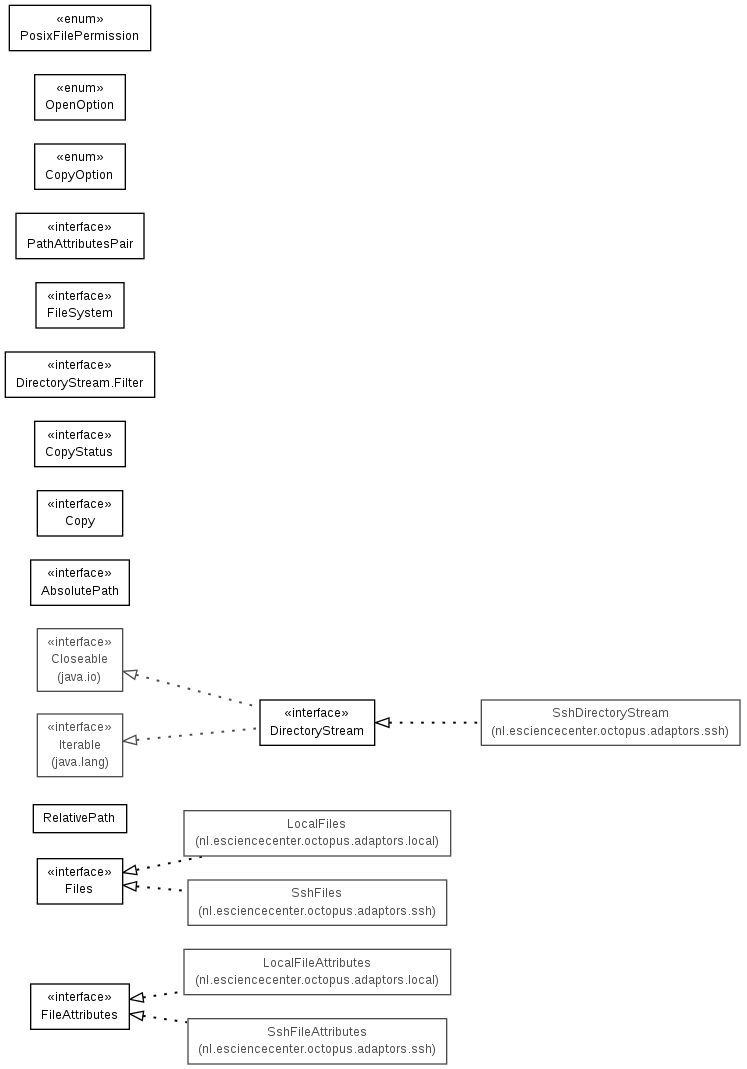 «enum»
PosixFilePermission
«enum»
OpenOption
«enum»
CopyOption
«interface»
PathAttributesPair
«interface»
FileSystem
«interface»
DirectoryStream.Filter
«interface»
CopyStatus
«interface»
Copy
«interface»
AbsolutePath
«interface»
Closeable
(java.io)
«interface»
Iterable
(java.lang)
«interface»
DirectoryStream
SshDirectoryStream
(nl.esciencecenter.octopus.adaptors.ssh)
RelativePath
LocalFiles
(nl.esciencecenter.octopus.adaptors.local)
«interface»
Files
SshFiles
(nl.esciencecenter.octopus.adaptors.ssh)
LocalFileAttributes
(nl.esciencecenter.octopus.adaptors.local)
«interface»
FileAttributes
SshFileAttributes
(nl.esciencecenter.octopus.adaptors.ssh)